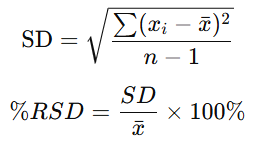 SD = √(∑(xᵢ − x̄)² / (n − 1))
%RSD = SD / x̄ × 100%